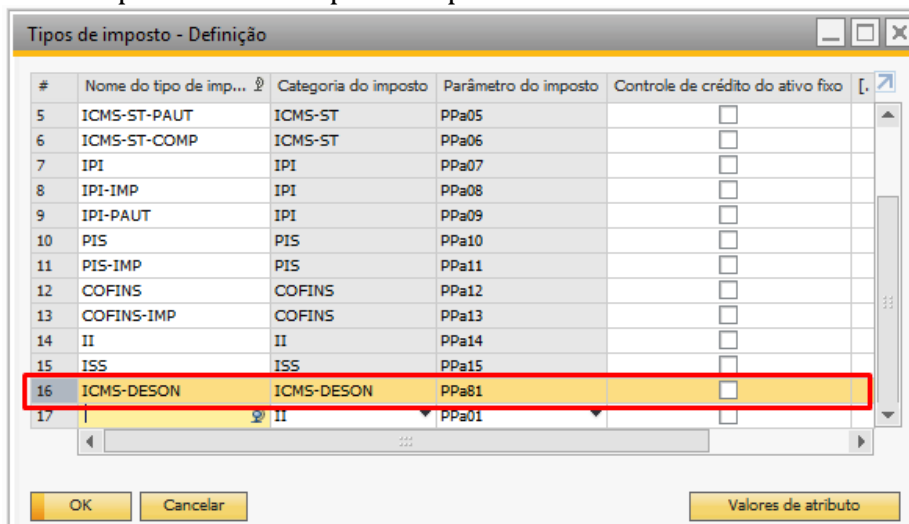 Tipos de imposto - Definição
# Nome do tipo de imp... Categoria do imposto Parâmetro do imposto Controle de crédito do ativo fixo [.
5 ICMS-ST-PAUT ICMS-ST PPa05
6 ICMS-ST-COMP ICMS-ST PPa06
7 IPI IPI PPa07
8 IPI-IMP IPI PPa08
9 IPI-PAUT IPI PPa09
10 PIS PIS PPa10
11 PIS-IMP PIS PPa11
12 COFINS COFINS PPa12
13 COFINS-IMP COFINS PPa13
14 II II PPa14
15 ISS ISS PPa15
16 ICMS-DESON ICMS-DESON PPa81
17 II PPa01
OK Cancelar Valores de atributo